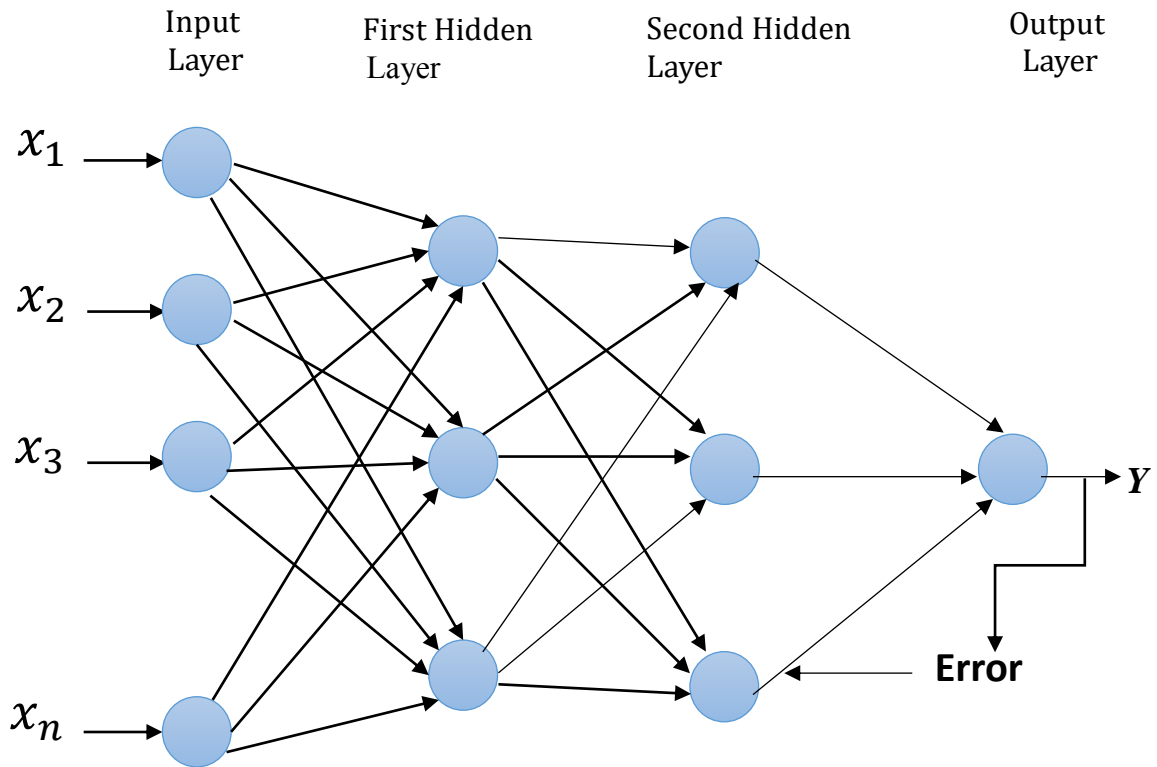 Input
Layer
First Hidden
Layer
Second Hidden
Layer
Output
Layer
x₁
x₂
x₃
xₙ
Y
Error